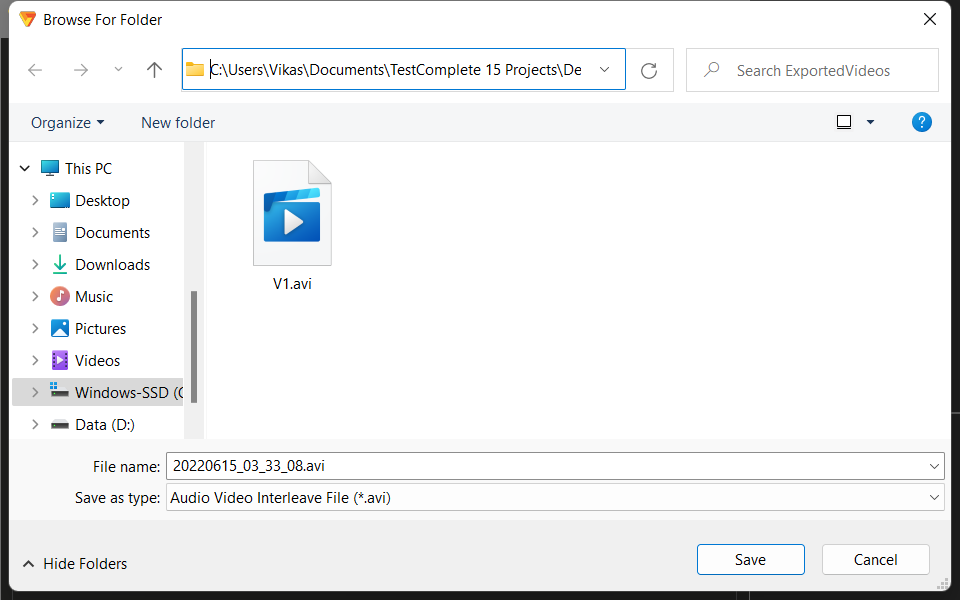 Browse For Folder
C:\Users\Vikas\Documents\TestComplete 15 Projects\De
Search ExportedVideos
Organize
New folder
?
This PC
Desktop
Documents
Downloads
Music
Pictures
Videos
Windows-SSD (C
Data (D:)
V1.avi
File name: 20220615_03_33_08.avi
Save as type: Audio Video Interleave File (*.avi)
Hide Folders
Save
Cancel